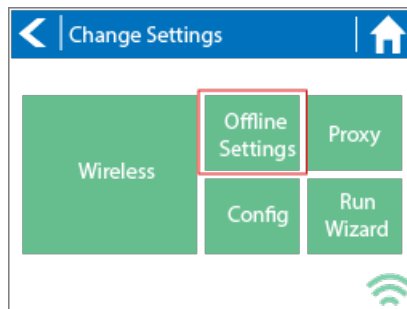 Change Settings
Wireless
Offline
Settings
Proxy
Config
Run
Wizard